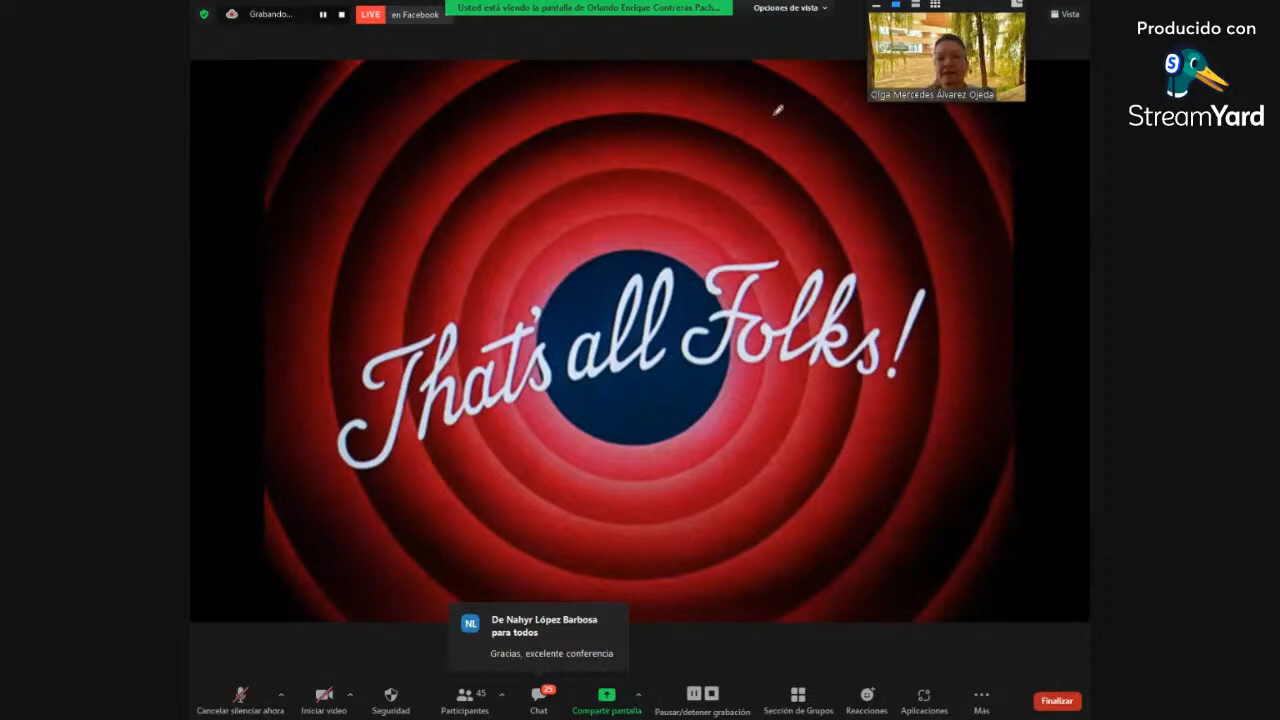 Grabando...
LIVE en Facebook
Usted está viendo la pantalla de Orlando Enrique Contreras Pach...
Opciones de vista
Vista
Producido con
S
StreamYard
Olga Mercedes Álvarez Ojeda
That's all Folks!
NL
De Nahyr López Barbosa
para todos
Gracias, excelente conferencia
45
25
Cancelar silenciar ahora
Iniciar video
Seguridad
Participantes
Chat
Compartir pantalla
Pausar/detener grabación
Sección de Grupos
Reacciones
Aplicaciones
Más
Finalizar